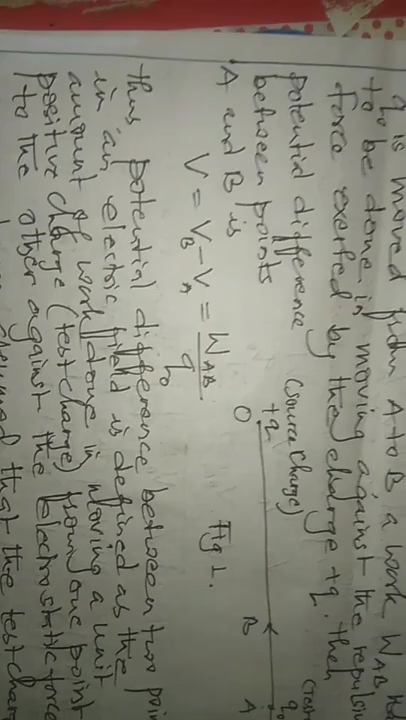 q₀ is moved from A to B a work W_AB has
to be done in moving against the repulsive
force exerted by the charge +q. then
potential difference
between points
A and B is
V = V_B - V_A = W_AB / q₀
(source charge)
+q
O
B
A
q₀
Fig 1.
thus potential difference between two
in an electric field is defined as the
amount of work done in moving a unit
positive charge (test charge) from one point
to the other against the electrostatic force
that the test